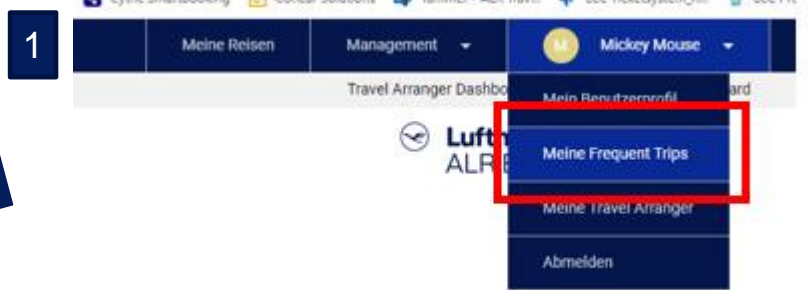 1
Meine Reisen Management Mickey Mouse
M
Travel Arranger Dashbo ard
Mein Benutzerprofil
Luft
ALR
Meine Frequent Trips
Meine Travel Arranger
Abmelden